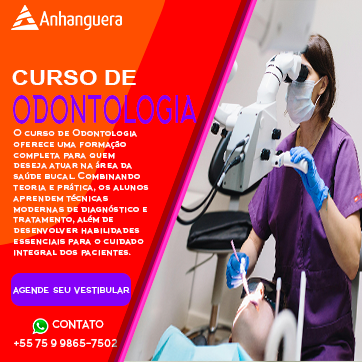 Anhanguera
CURSO DE
ODONTOLOGIA
O CURSO DE ODONTOLOGIA
OFERECE UMA FORMAÇÃO
COMPLETA PARA QUEM
DESEJA ATUAR NA ÁREA DA
SAÚDE BUCAL. COMBINANDO
TEORIA E PRÁTICA, OS ALUNOS
APRENDEM TÉCNICAS
MODERNAS DE DIAGNÓSTICO E
TRATAMENTO, ALÉM DE
DESENVOLVER HABILIDADES
ESSENCIAIS PARA O CUIDADO
INTEGRAL DOS PACIENTES.
AGENDE SEU VESTIBULAR
CONTATO
+55 75 9 9865-7502